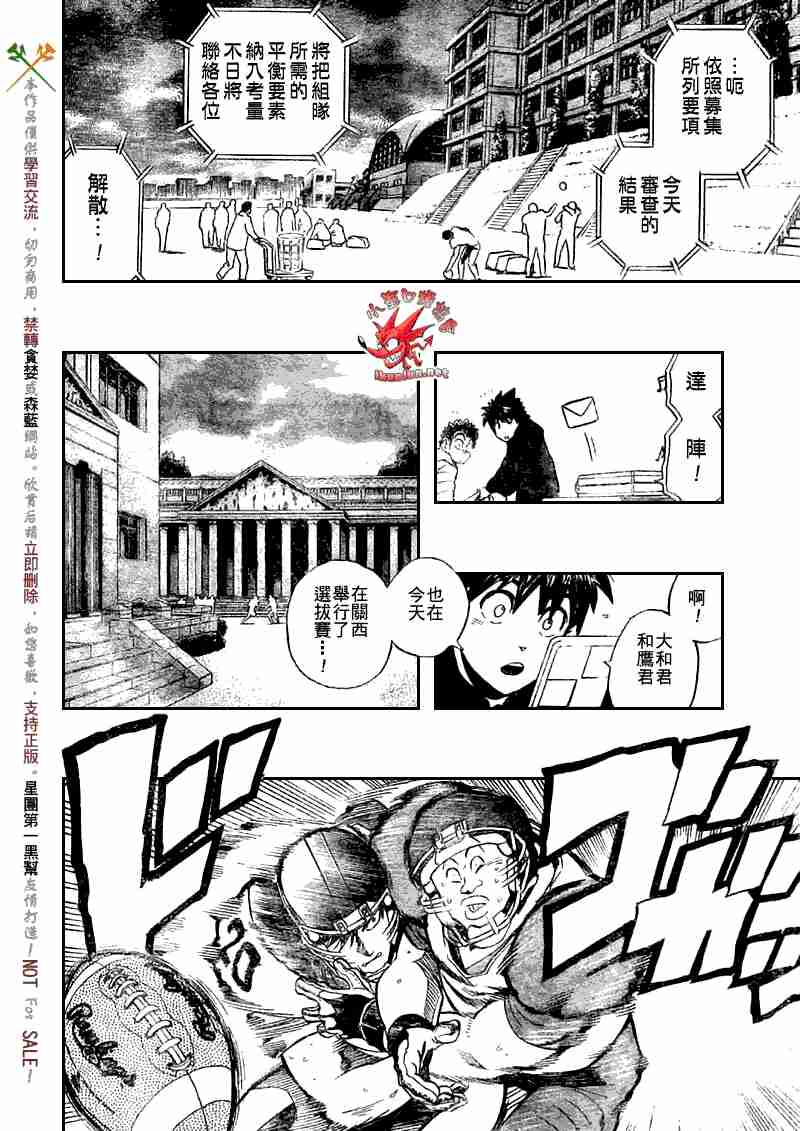 …呃
依照募集
所列要項
今天
審查的
結果
將把組隊
所需的
平衡要素
納入考量
不日將
聯絡各位
解散…！
達陣！
啊！
大和君
和鷹君
也在
今天
在關西
舉行了
選拔賽…！
ゴガッ
ド
本作品僅供學習交流，切勿商用，禁轉貪婪或森藍網站。欣賞后請立即刪除，如您喜歡，支持正版。星團第一黑幫友情打造！NOT For SALE！